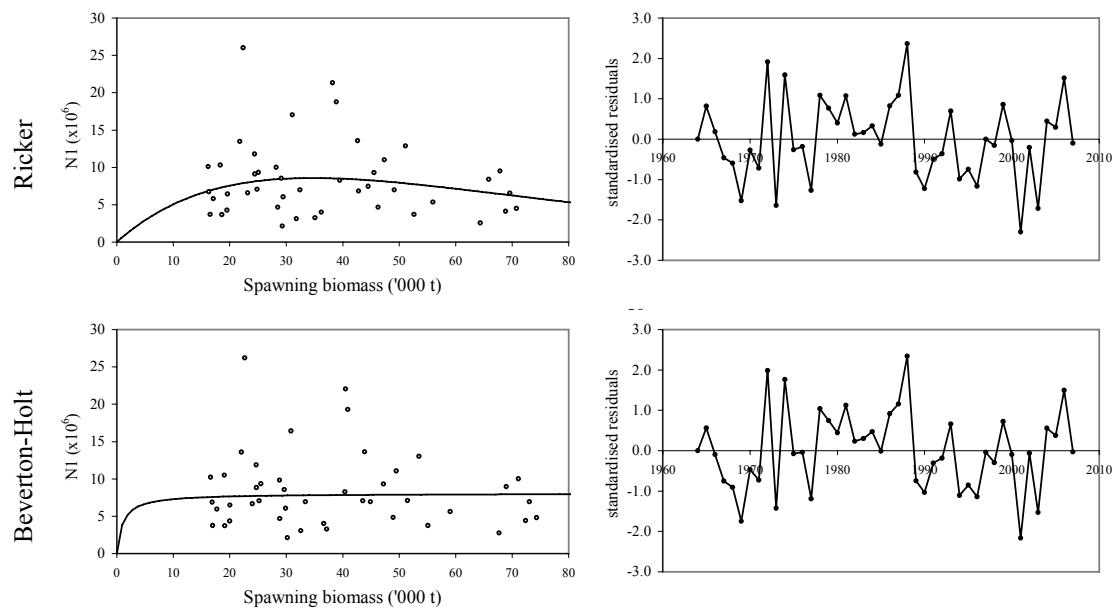 Ricker
N1 (x10⁶)
30
25
20
15
10
5
0
0 10 20 30 40 50 60 70 80
Spawning biomass ('000 t)
standardised residuals
3.0
2.0
1.0
0.0
-1.0
-2.0
-3.0
1960 1970 1980 1990 2000 2010
Beverton-Holt
N1 (x10⁶)
30
25
20
15
10
5
0
0 10 20 30 40 50 60 70 80
Spawning biomass ('000 t)
standardised residuals
3.0
2.0
1.0
0.0
-1.0
-2.0
-3.0
1960 1970 1980 1990 2000 2010